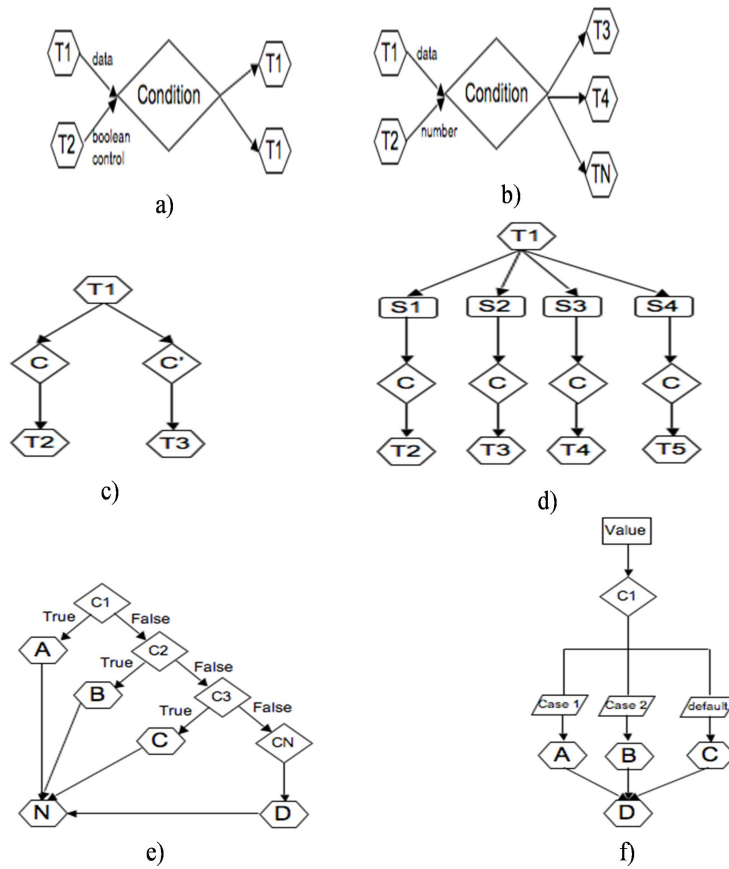 T1
data
Condition
T1
T2
boolean
control
T1
a)
T1
data
Condition
T3
T4
T2
number
TN
b)
T1
C
C'
T2
T3
c)
T1
S1
S2
S3
S4
C
C
C
C
T2
T3
T4
T5
d)
C1
True
False
A
C2
True
False
B
C3
True
False
C
CN
N
D
e)
Value
C1
Case 1
Case 2
default
A
B
C
D
f)